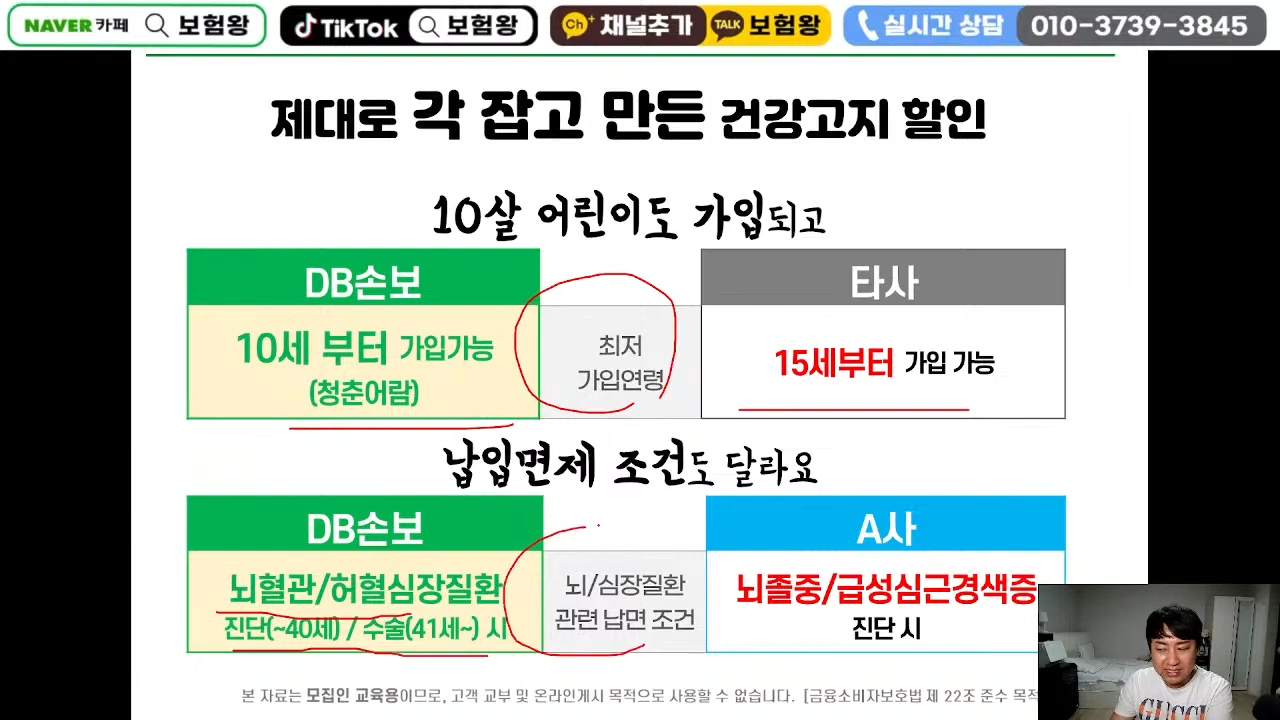 NAVER 카페 보험왕 TikTok 보험왕 Ch+ 채널추가 TALK 보험왕 실시간 상담 010-3739-3845
제대로 각 잡고 만든 건강고지 할인
10살 어린이도 가입되고
DB손보 타사
10세 부터 가입가능
(청춘어람)
최저
가입연령
15세부터 가입 가능
납입면제 조건도 달라요
DB손보 A사
뇌혈관/허혈심장질환
진단(~40세) / 수술(41세~) 시
뇌/심장질환
관련 납면 조건
뇌졸중/급성심근경색증
진단 시
본 자료는 모집인 교육용이므로, 고객 교부 및 온라인게시 목적으로 사용할 수 없습니다. [금융소비자보호법 제 22조 준수 목적
GUCCI